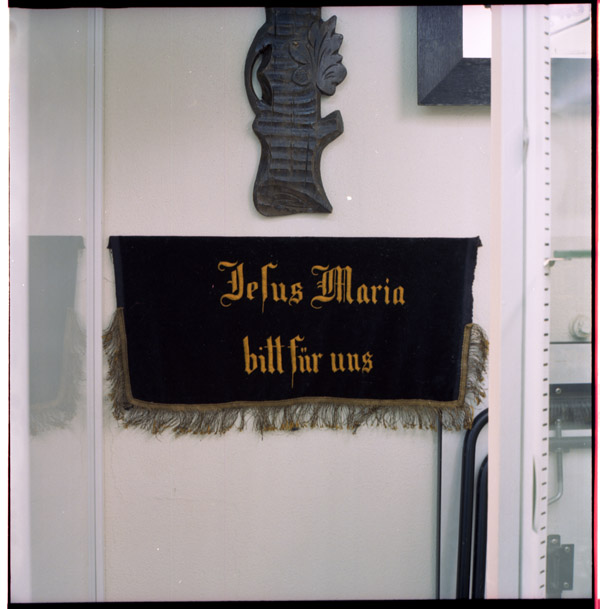 Jeſus Maria
bitt für uns